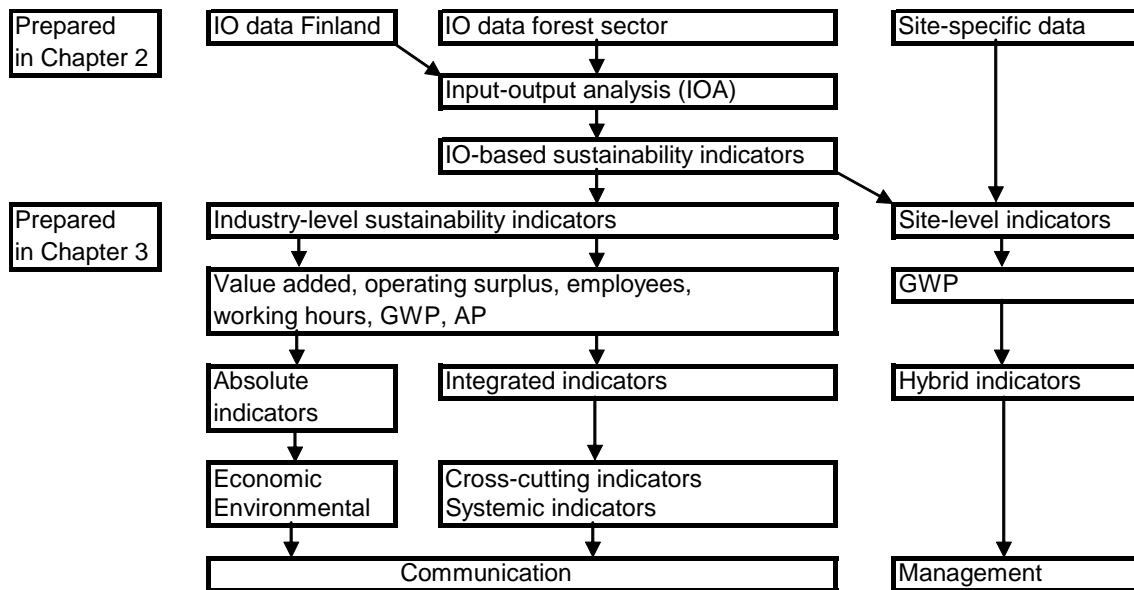 Prepared
in Chapter 2
IO data Finland
IO data forest sector
Site-specific data
Input-output analysis (IOA)
IO-based sustainability indicators
Prepared
in Chapter 3
Industry-level sustainability indicators
Site-level indicators
Value added, operating surplus, employees,
working hours, GWP, AP
GWP
Absolute
indicators
Integrated indicators
Hybrid indicators
Economic
Environmental
Cross-cutting indicators
Systemic indicators
Communication
Management